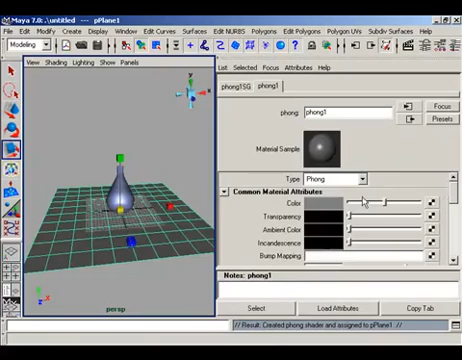 Maya 7.0: .\untitled --- pPlane1
File Edit Modify Create Display Window Edit Curves Surfaces Edit NURBS Polygons Edit Polygons Polygon UVs Subdiv Surfaces
Modeling
View Shading Lighting Show Panels
List Selected Focus Attributes Help
phong1SG phong1
phong: phong1
Focus
Presets
Material Sample
Type Phong
Common Material Attributes
Color
Transparency
Ambient Color
Incandescence
Bump Mapping
Notes: phong1
Select Load Attributes Copy Tab
persp
// Result: Created phong shader and assigned to pPlane1 //